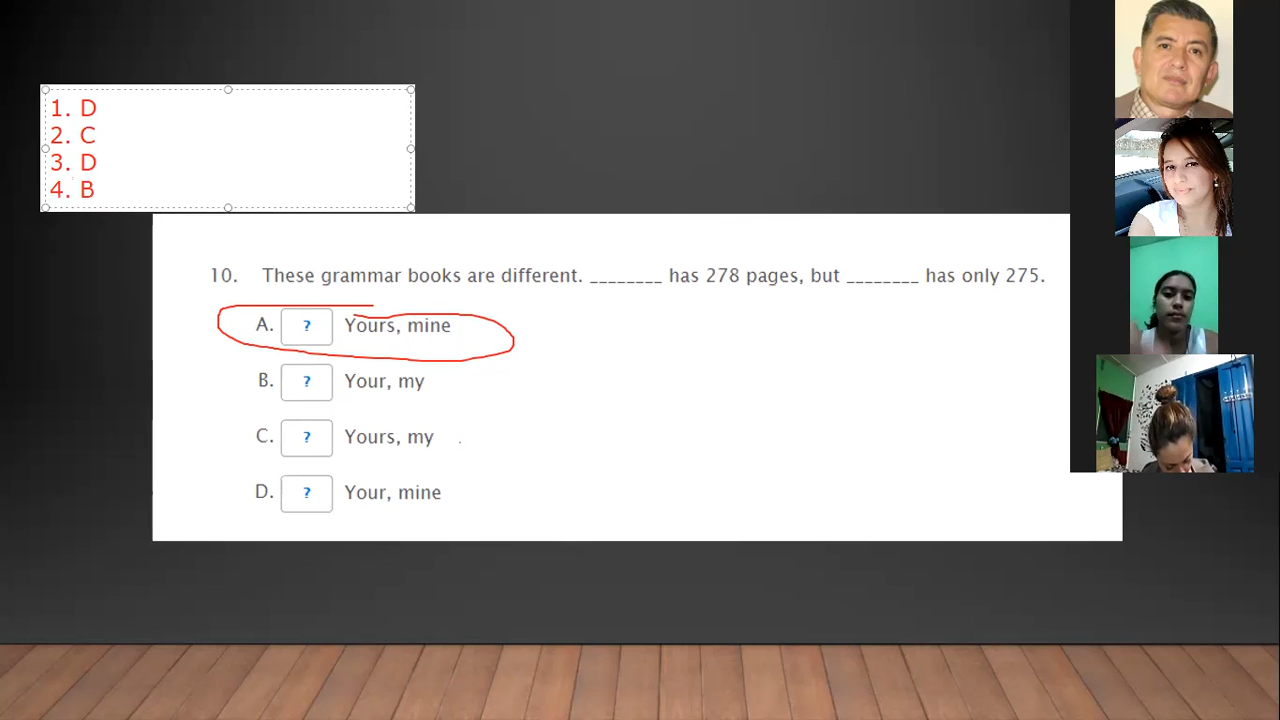 1. D
2. C
3. D
4. B
10. These grammar books are different. ________ has 278 pages, but ________ has only 275.
A. ? Yours, mine
B. ? Your, my
C. ? Yours, my
D. ? Your, mine